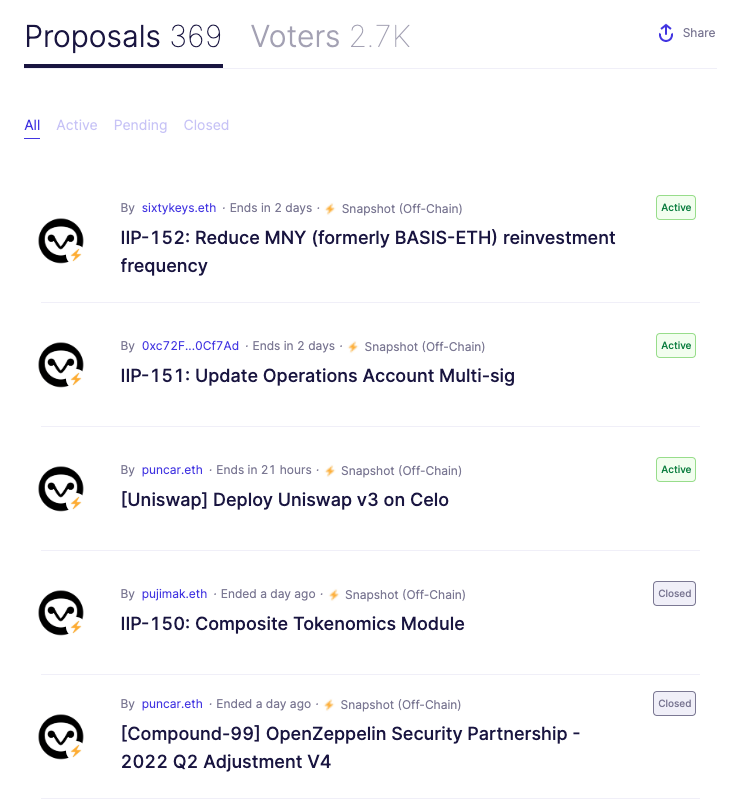 Proposals 369 Voters 2.7K Share
All Active Pending Closed
By sixtykeys.eth · Ends in 2 days · ⚡ Snapshot (Off-Chain) Active
IIP-152: Reduce MNY (formerly BASIS-ETH) reinvestment
frequency
By 0xc72F...0Cf7Ad · Ends in 2 days · ⚡ Snapshot (Off-Chain) Active
IIP-151: Update Operations Account Multi-sig
By puncar.eth · Ends in 21 hours · ⚡ Snapshot (Off-Chain) Active
[Uniswap] Deploy Uniswap v3 on Celo
By pujimak.eth · Ended a day ago · ⚡ Snapshot (Off-Chain) Closed
IIP-150: Composite Tokenomics Module
By puncar.eth · Ended a day ago · ⚡ Snapshot (Off-Chain) Closed
[Compound-99] OpenZeppelin Security Partnership -
2022 Q2 Adjustment V4